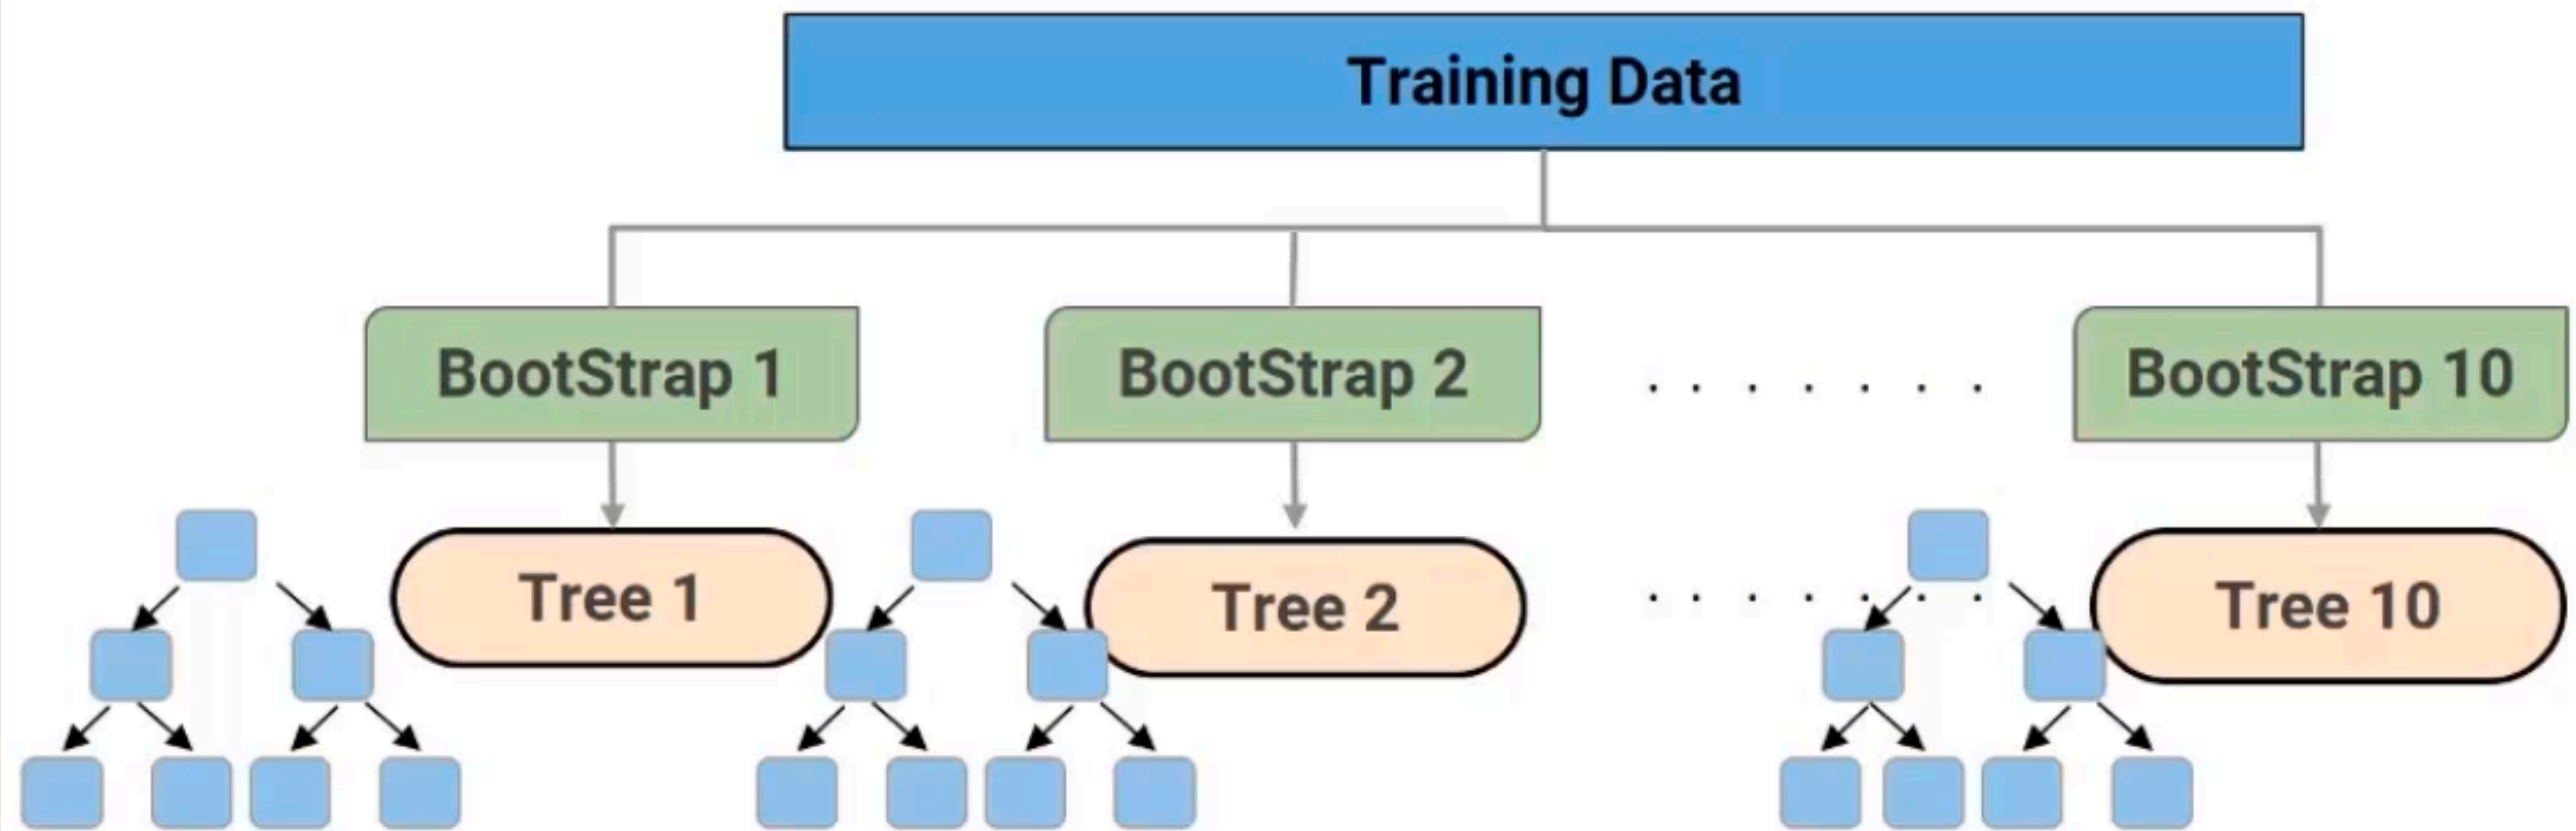 Training Data
BootStrap 1
BootStrap 2
. . . . . . .
BootStrap 10
Tree 1
Tree 2
. . . . . . .
Tree 10